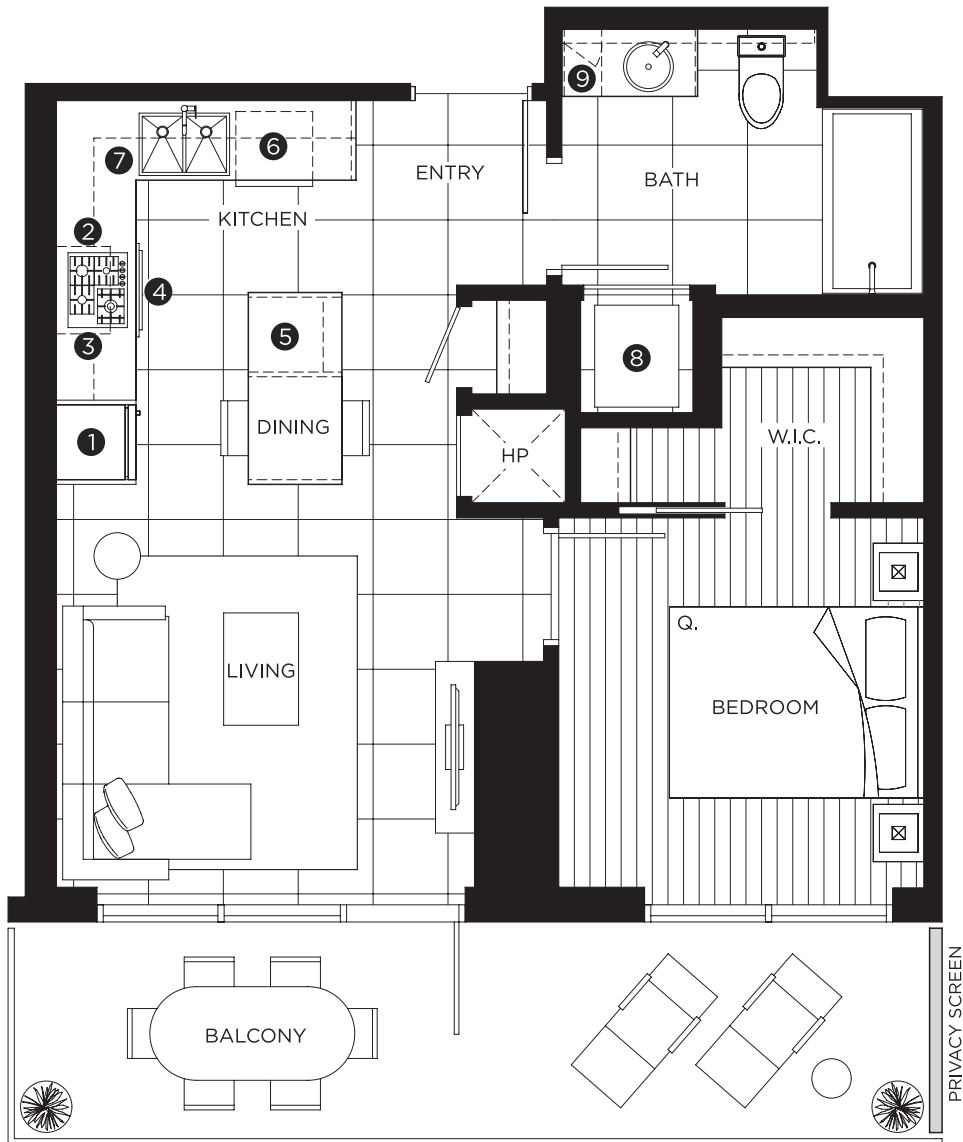 9
7
6
ENTRY
BATH
KITCHEN
2
4
3
5
8
1
DINING
HP
W.I.C.
Q.
LIVING
BEDROOM
BALCONY
PRIVACY SCREEN